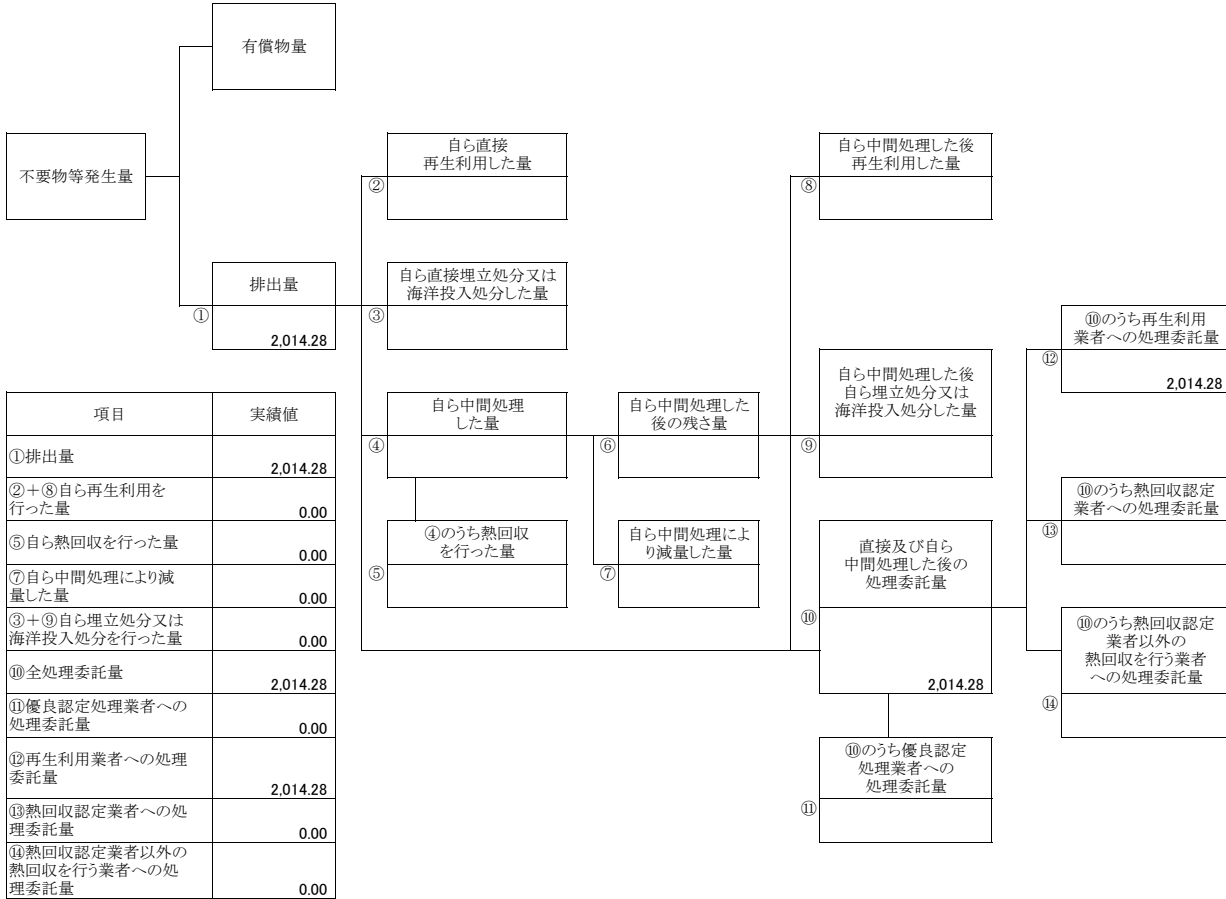 有償物量
不要物等発生量
自ら直接
再生利用した量
②
自ら中間処理した後
再生利用した量
⑧
排出量
①
2,014.28
自ら直接埋立処分又は
海洋投入処分した量
③
⑩のうち再生利用
業者への処理委託量
⑫
2,014.28
自ら中間処理
した量
④
自ら中間処理した
後の残さ量
⑥
自ら中間処理した後
自ら埋立処分又は
海洋投入処分した量
⑨
⑩のうち熱回収認定
業者への処理委託量
⑬
④のうち熱回収
を行った量
⑤
自ら中間処理によ
り減量した量
⑦
直接及び自ら
中間処理した後の
処理委託量
⑩
2,014.28
⑩のうち熱回収認定
業者以外の
熱回収を行う業者
への処理委託量
⑭
⑩のうち優良認定
処理業者への
処理委託量
⑪
項目 実績値
①排出量
2,014.28
②＋⑧自ら再生利用を
行った量
0.00
⑤自ら熱回収を行った量
0.00
⑦自ら中間処理により減
量した量
0.00
③＋⑨自ら埋立処分又は
海洋投入処分を行った量
0.00
⑩全処理委託量
2,014.28
⑪優良認定処理業者への
処理委託量
0.00
⑫再生利用業者への処理
委託量
2,014.28
⑬熱回収認定業者への処
理委託量
0.00
⑭熱回収認定業者以外の
熱回収を行う業者への処
理委託量
0.00